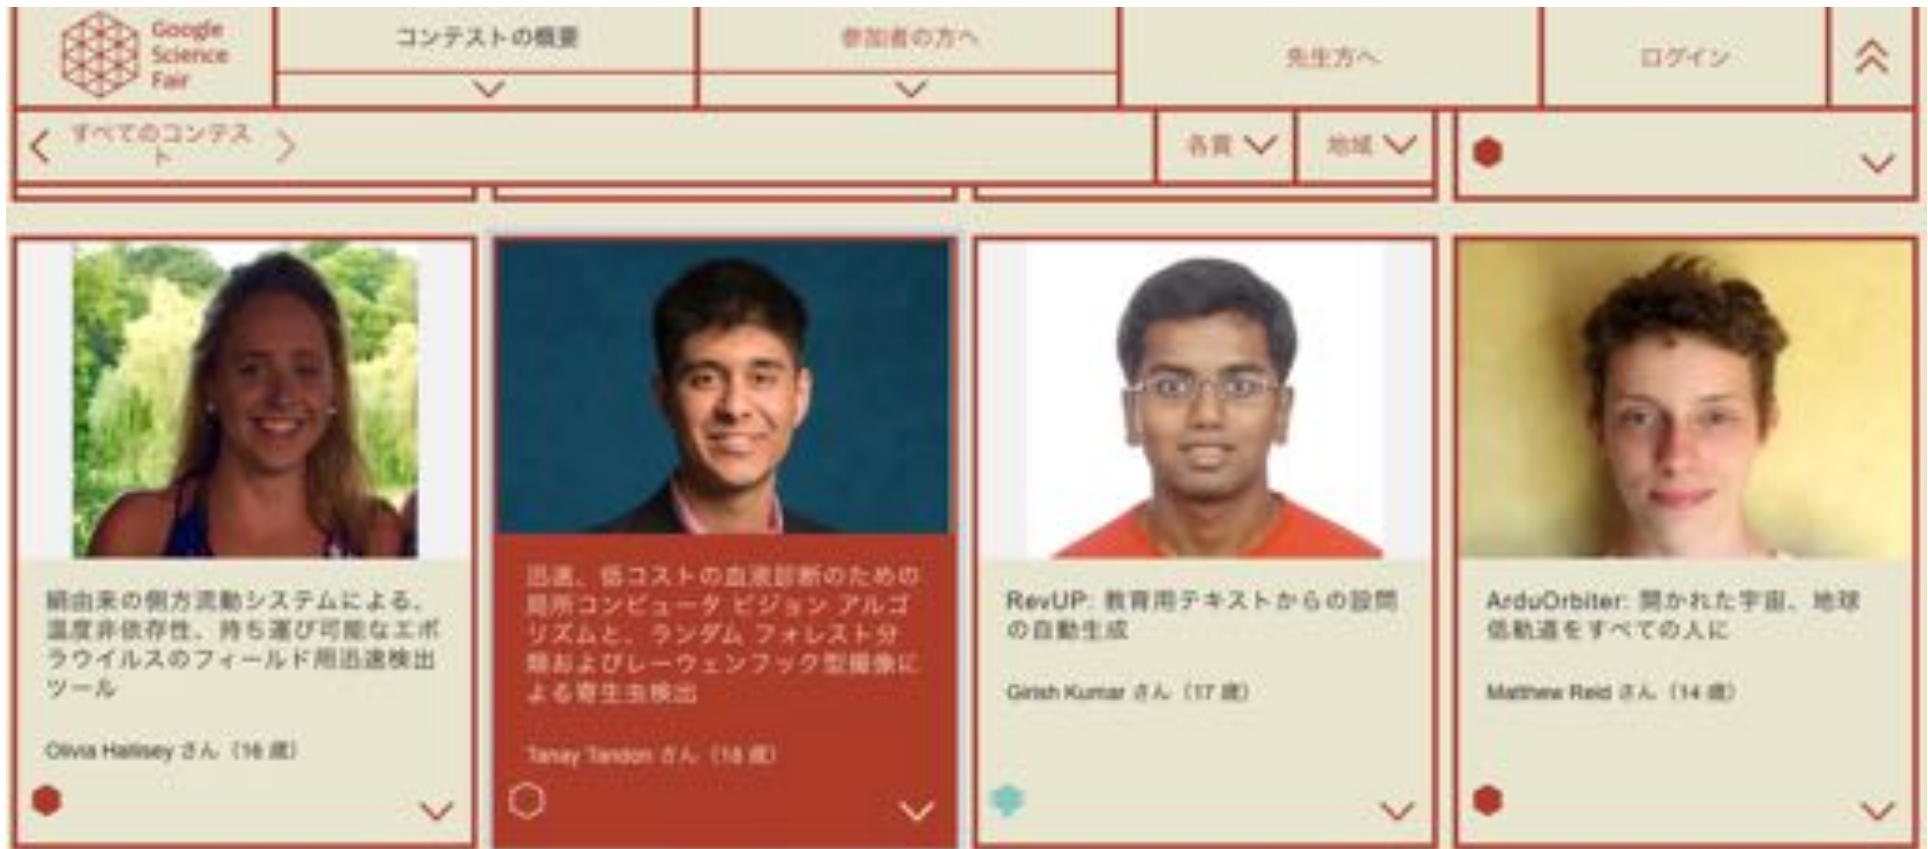 Google
Science
Fair
コンテストの概要
参加者の方へ
先生方へ
ログイン
すべてのコンテス
ト
各賞
地域
絹由来の側方流動システムによる、
温度非依存性、持ち運び可能なエボ
ラウイルスのフィールド用迅速検出
ツール
Olivia Hallisey さん（16 歳）
迅速、低コストの血液診断のための
局所コンピュータ ビジョン アルゴ
リズムと、ランダム フォレスト分
類およびレーウェンフック型撮像に
よる寄生虫検出
Tanay Tandon さん（18 歳）
RevUP: 教育用テキストからの設問
の自動生成
Girish Kumar さん（17 歳）
ArduOrbiter: 開かれた宇宙、地球
低軌道をすべての人に
Matthew Reid さん（14 歳）